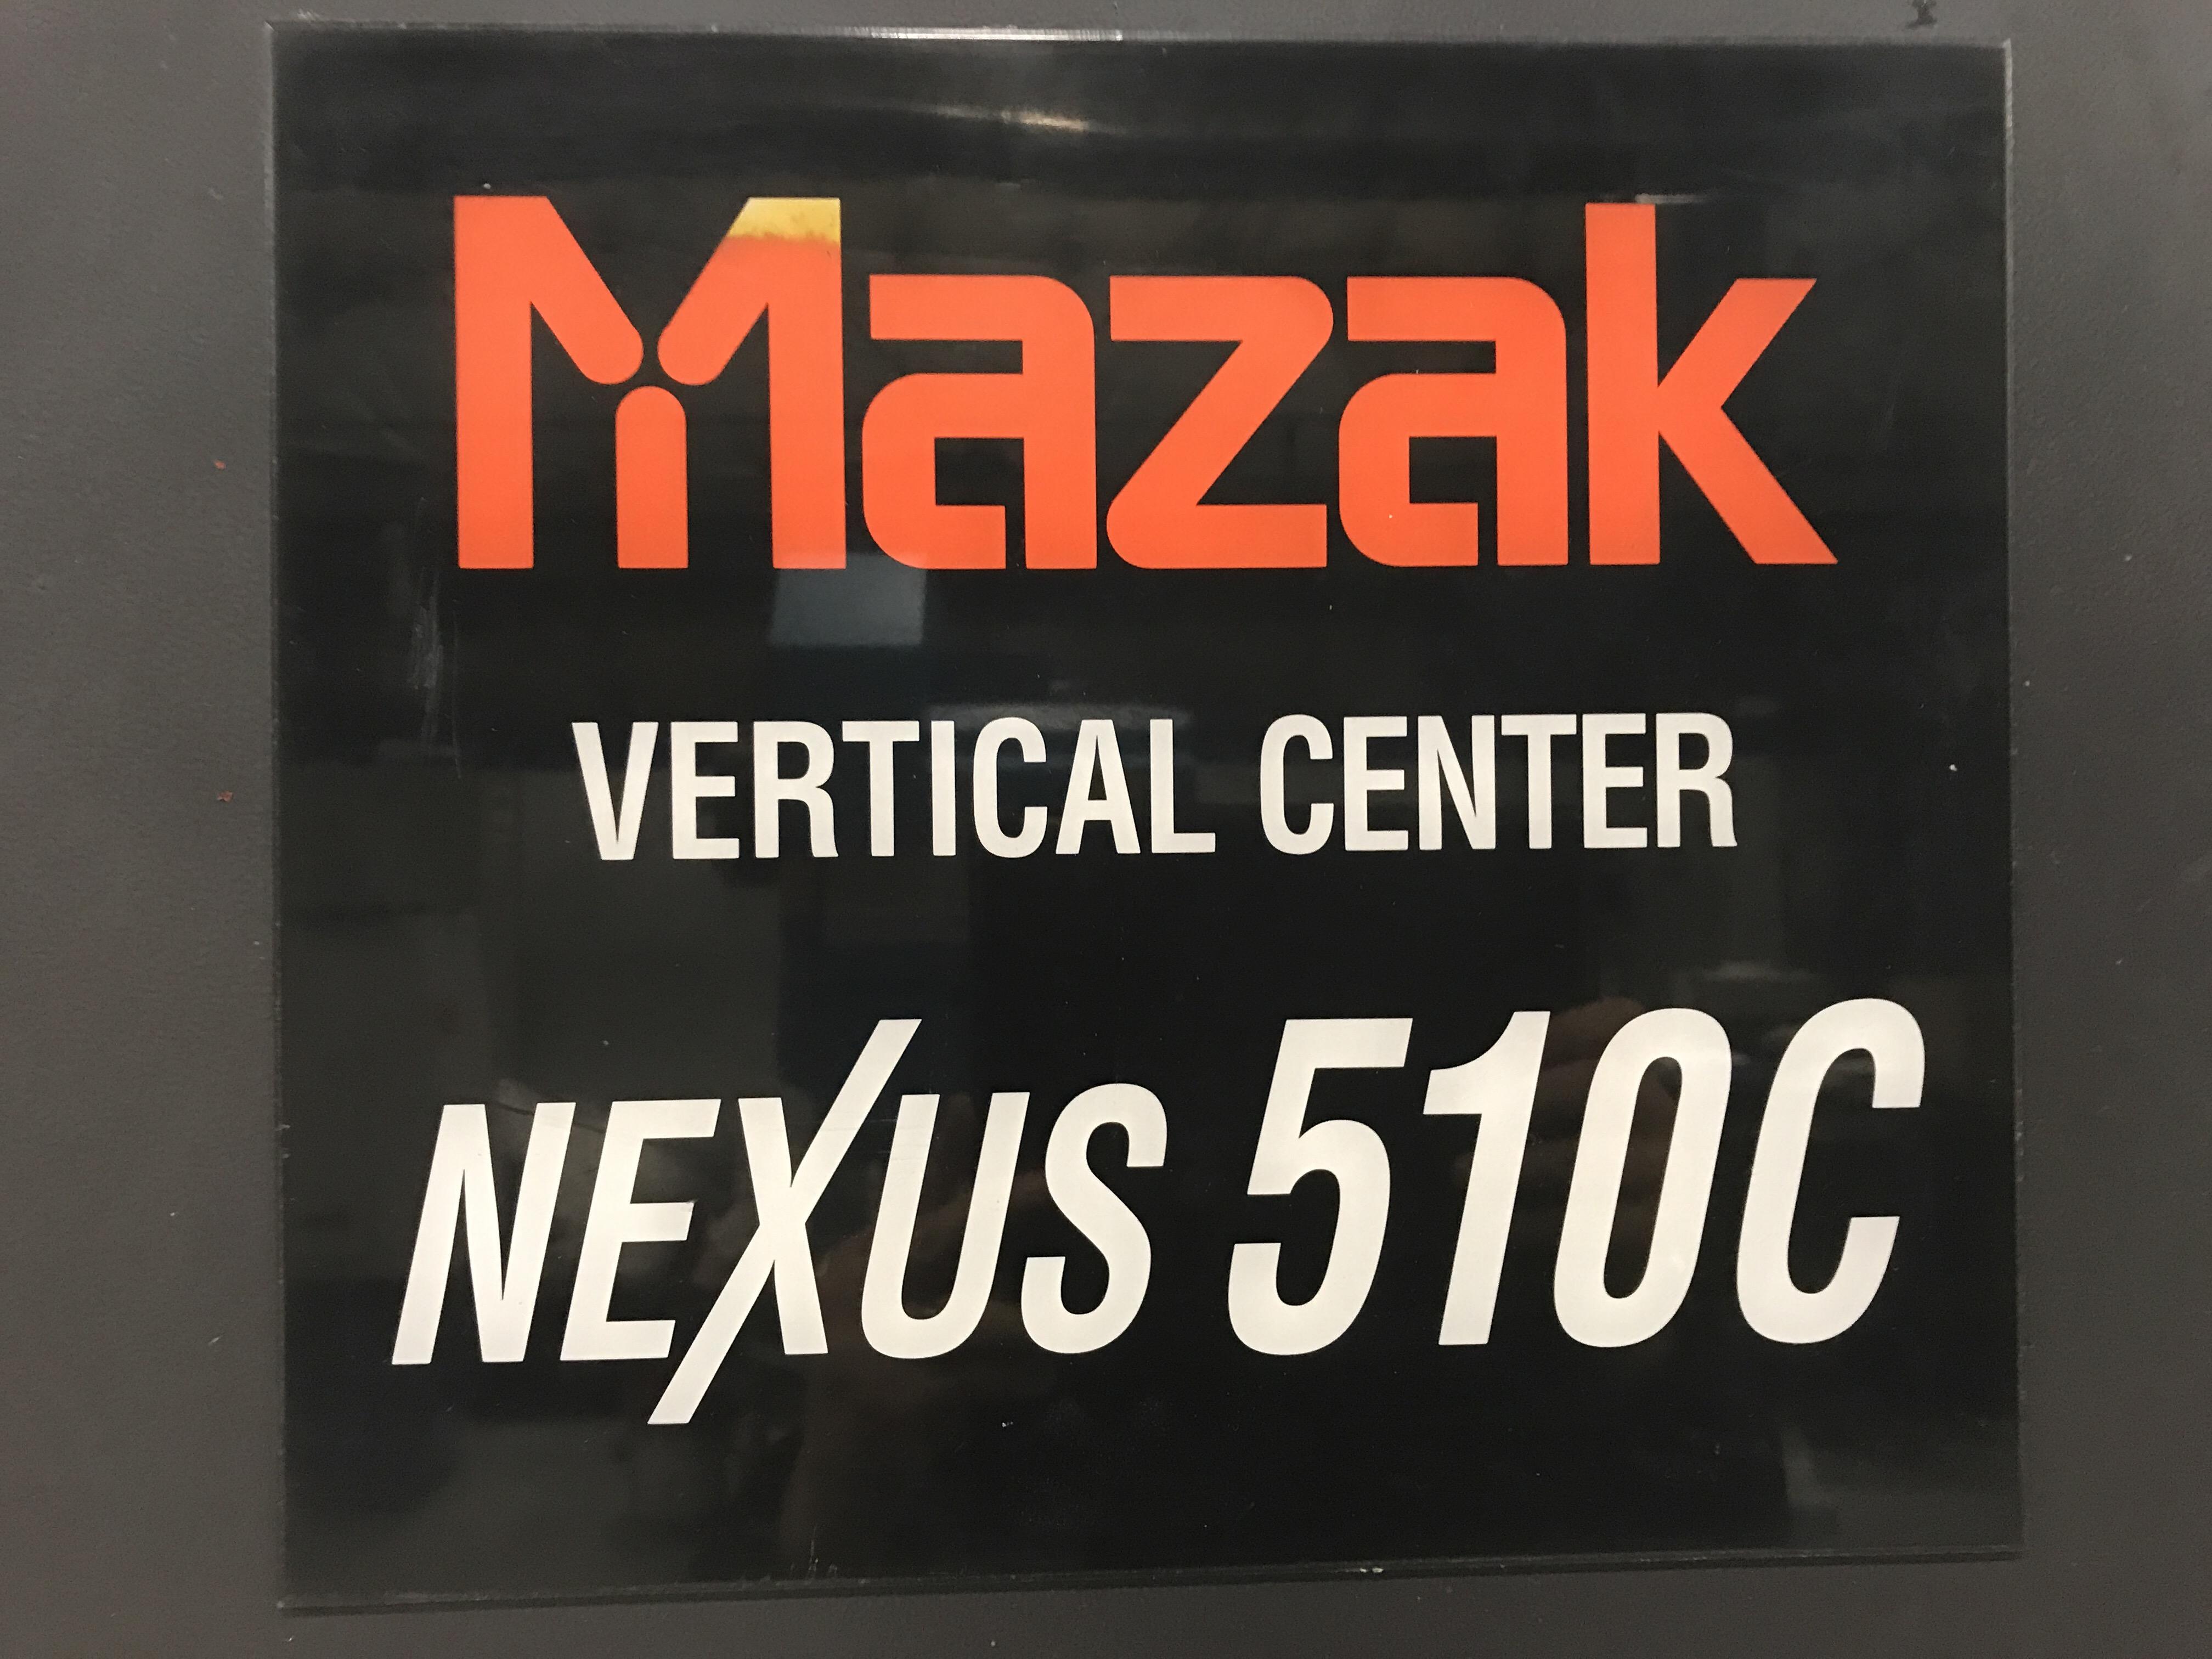 Mazak
VERTICAL CENTER
NEXUS 510C